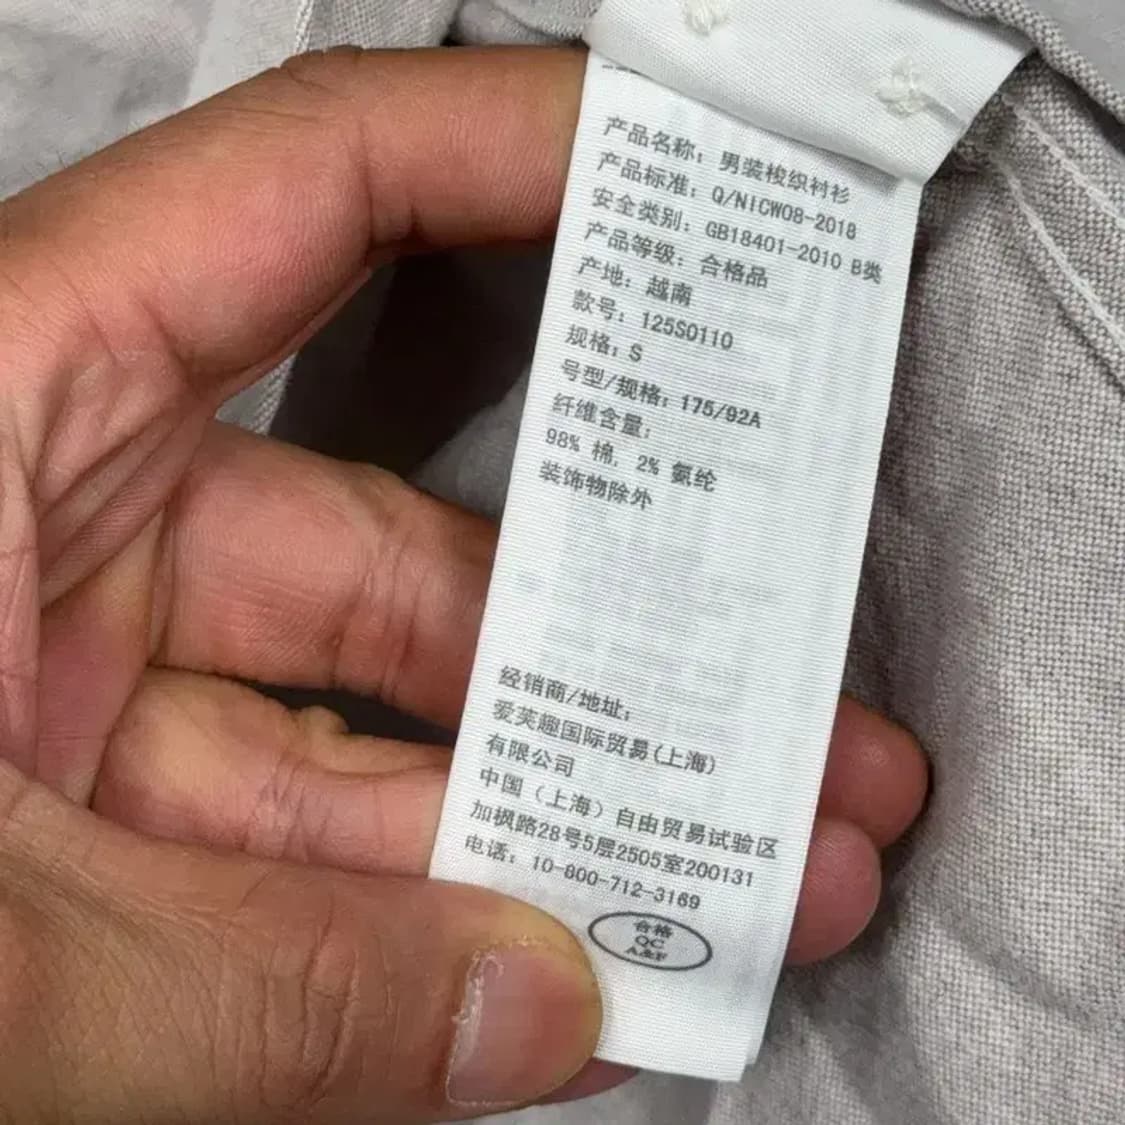 产品名称：男装梭织衬衫
产品标准：Q/NICW08-2018
安全类别：GB18401-2010 B类
产品等级：合格品
产地：越南
款号：125S0110
规格：S
号型/规格：175/92A
纤维含量：
98% 棉, 2% 氨纶
装饰物除外
经销商/地址：
爱芙趣国际贸易(上海)
有限公司
中国（上海）自由贸易试验区
加枫路28号5层2505室200131
电话：10-800-712-3169
合格
QC
A&F